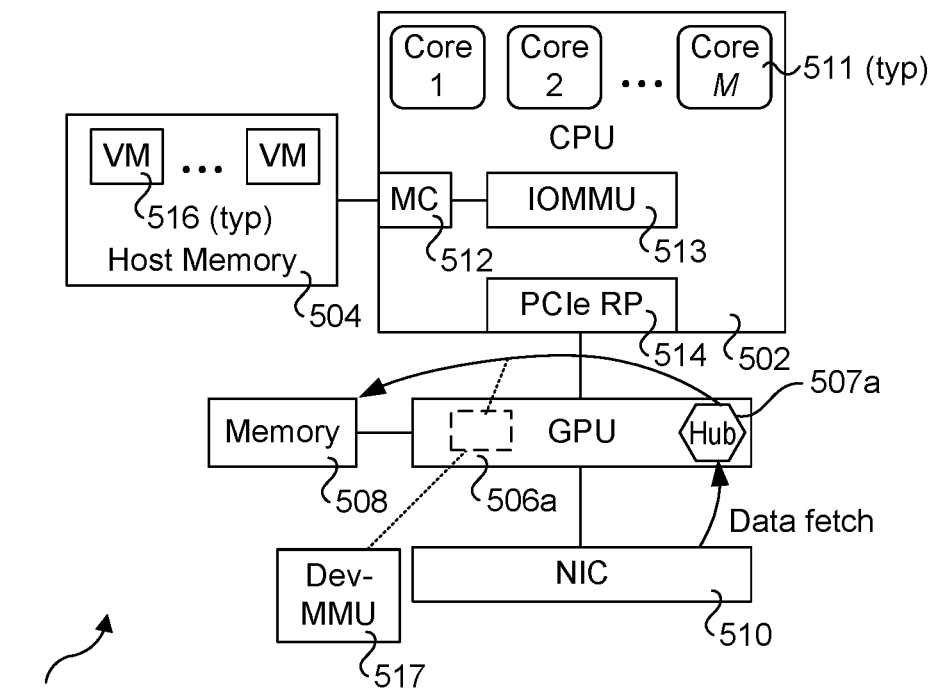 Core
1
Core
2
...
Core
M
511 (typ)
CPU
VM
...
VM
516 (typ)
Host Memory
504
MC
512
IOMMU
513
PCIe RP
514
502
507a
Memory
508
GPU
506a
Hub
Data fetch
Dev-
MMU
517
NIC
510